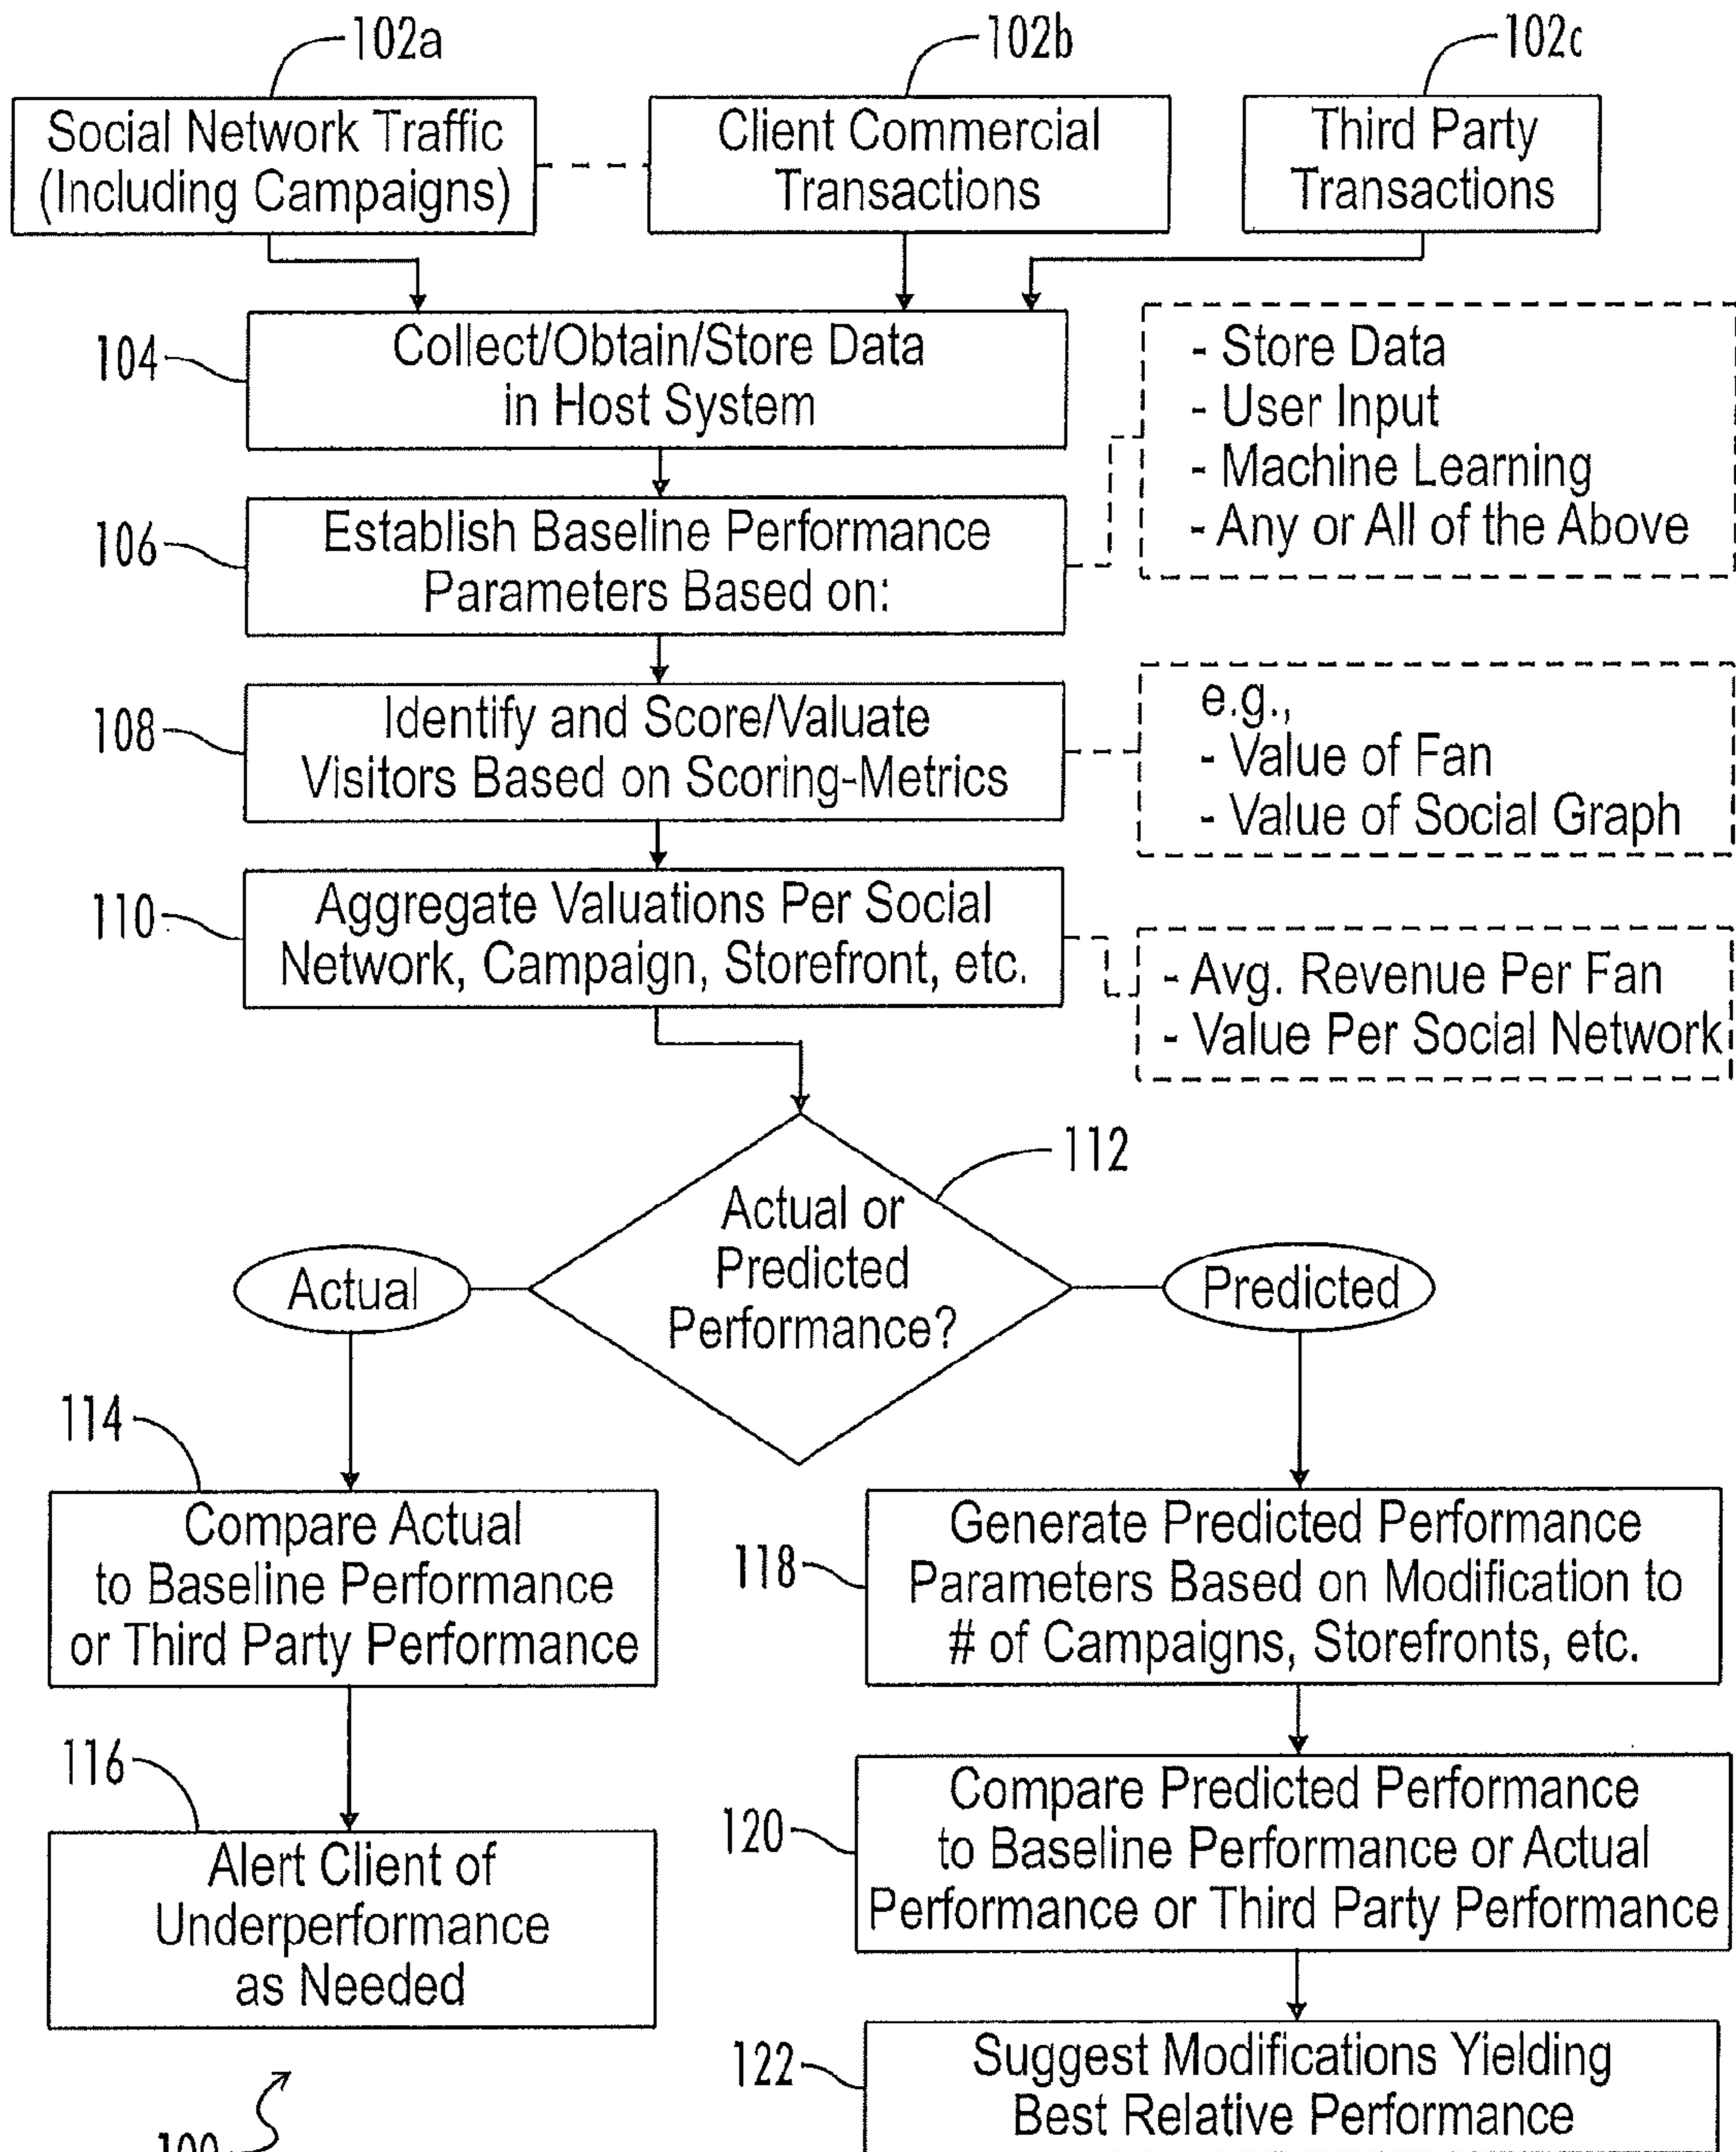 102a
102b
102c
Social Network Traffic
(Including Campaigns)
Client Commercial
Transactions
Third Party
Transactions
104
Collect/Obtain/Store Data
in Host System
- Store Data
- User Input
- Machine Learning
- Any or All of the Above
106
Establish Baseline Performance
Parameters Based on:
108
Identify and Score/Valuate
Visitors Based on Scoring-Metrics
e.g.,
- Value of Fan
- Value of Social Graph
110
Aggregate Valuations Per Social
Network, Campaign, Storefront, etc.
- Avg. Revenue Per Fan
- Value Per Social Network
112
Actual or
Predicted
Performance?
Actual
Predicted
114
Compare Actual
to Baseline Performance
or Third Party Performance
116
Alert Client of
Underperformance
as Needed
118
Generate Predicted Performance
Parameters Based on Modification to
# of Campaigns, Storefronts, etc.
120
Compare Predicted Performance
to Baseline Performance or Actual
Performance or Third Party Performance
122
Suggest Modifications Yielding
Best Relative Performance